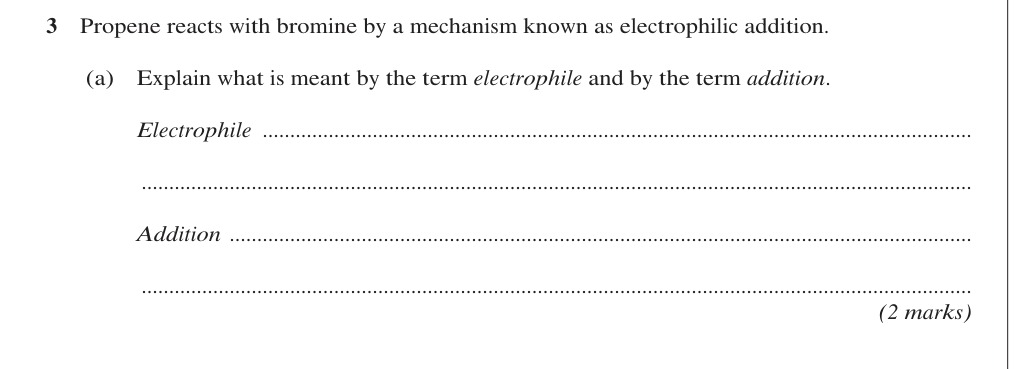 3 Propene reacts with bromine by a mechanism known as electrophilic addition.
(a) Explain what is meant by the term electrophile and by the term addition.
Electrophile ................................................................................................................................
................................................................................................................................................
Addition ......................................................................................................................................
................................................................................................................................................
(2 marks)